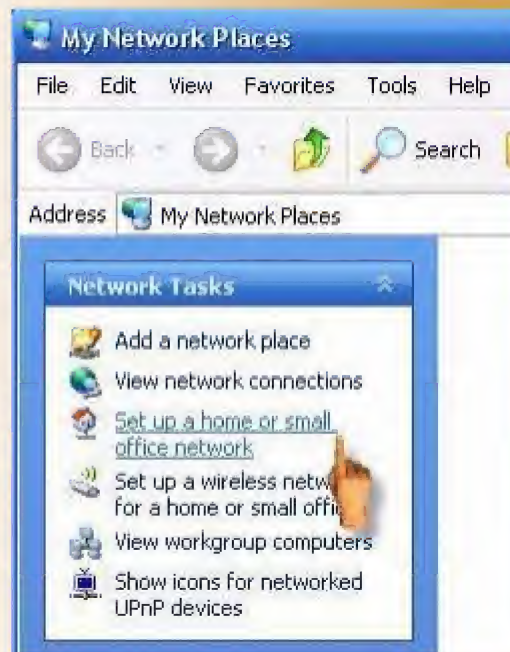 My Network Places
File Edit View Favorites Tools Help
Back Search
Address My Network Places
Network Tasks
Add a network place
View network connections
Set up a home or small
office network
Set up a wireless netw
for a home or small offi
View workgroup computers
Show icons for networked
UPnP devices